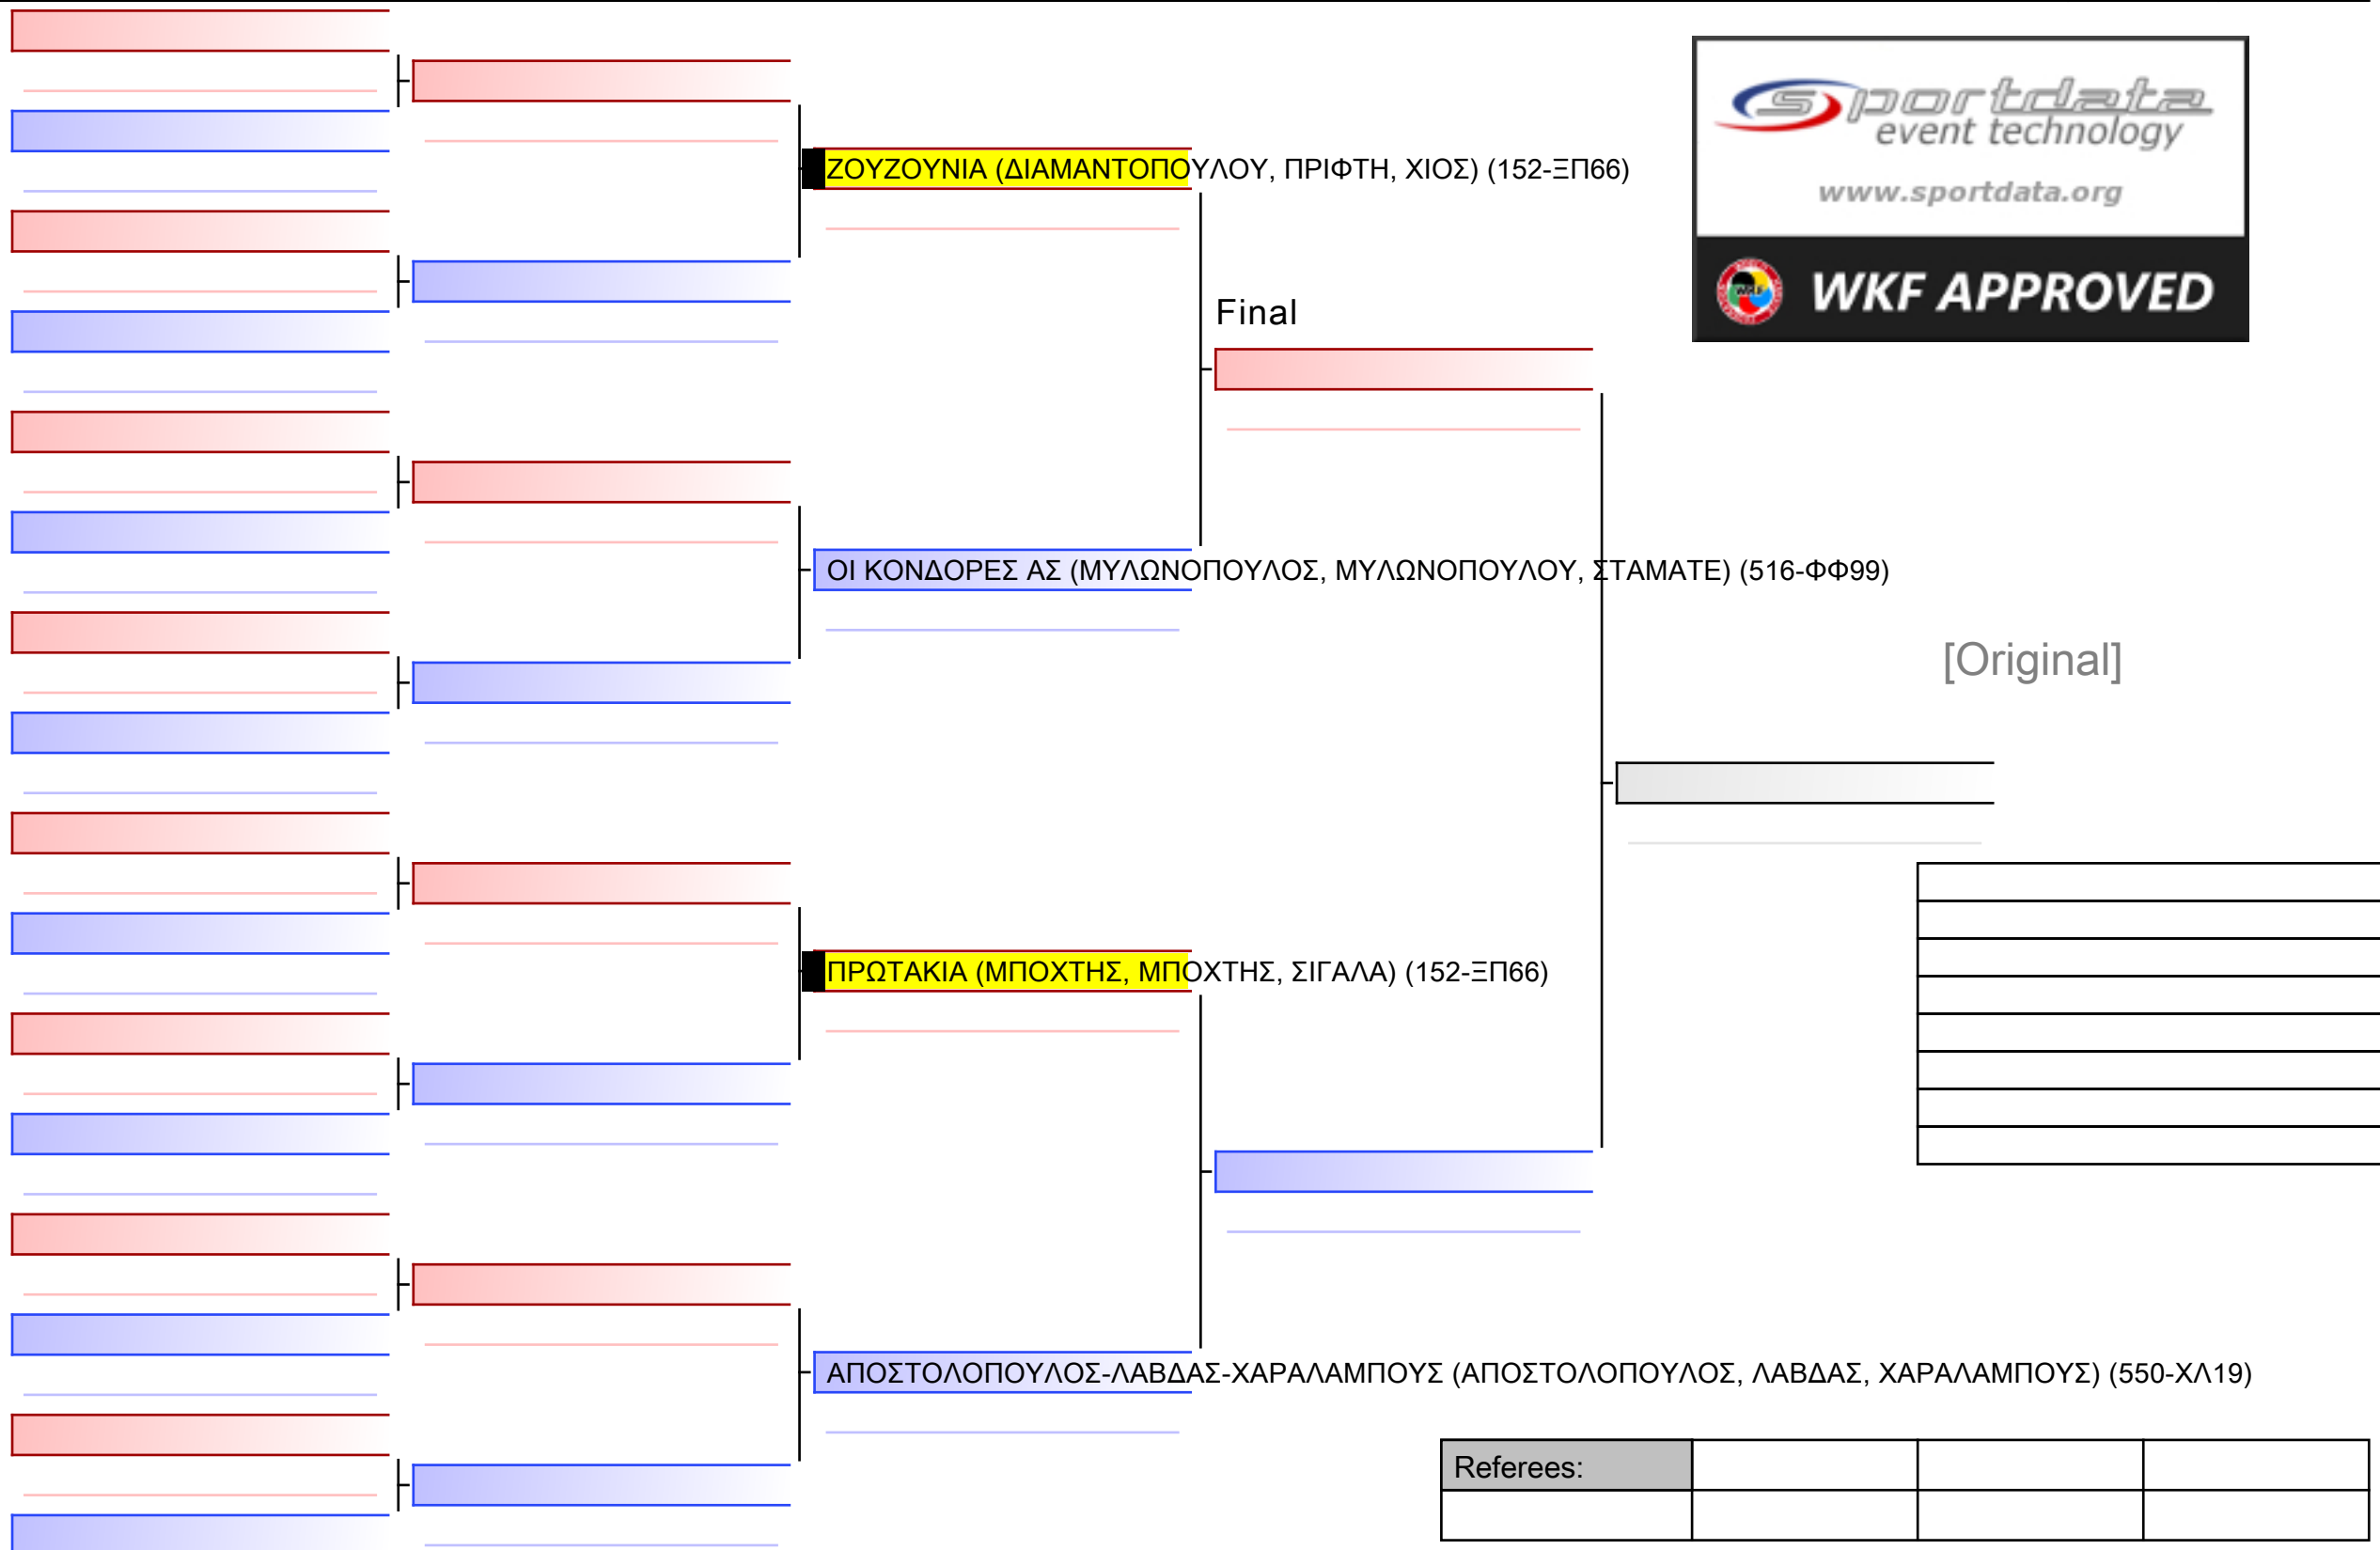 sportdata
event technology
www.sportdata.org
WKF APPROVED
ΖΟΥΖΟΥΝΙΑ (ΔΙΑΜΑΝΤΟΠΟΥΛΟΥ, ΠΡΙΦΤΗ, ΧΙΟΣ) (152-ΞΠ66)
Final
ΟΙ ΚΟΝΔΟΡΕΣ ΑΣ (ΜΥΛΩΝΟΠΟΥΛΟΣ, ΜΥΛΩΝΟΠΟΥΛΟΥ, ΣΤΑΜΑΤΕ) (516-ΦΦ99)
[Original]
ΠΡΩΤΑΚΙΑ (ΜΠΟΧΤΗΣ, ΜΠΟΧΤΗΣ, ΣΙΓΑΛΑ) (152-ΞΠ66)
ΑΠΟΣΤΟΛΟΠΟΥΛΟΣ-ΛΑΒΔΑΣ-ΧΑΡΑΛΑΜΠΟΥΣ (ΑΠΟΣΤΟΛΟΠΟΥΛΟΣ, ΛΑΒΔΑΣ, ΧΑΡΑΛΑΜΠΟΥΣ) (550-ΧΛ19)
Referees: